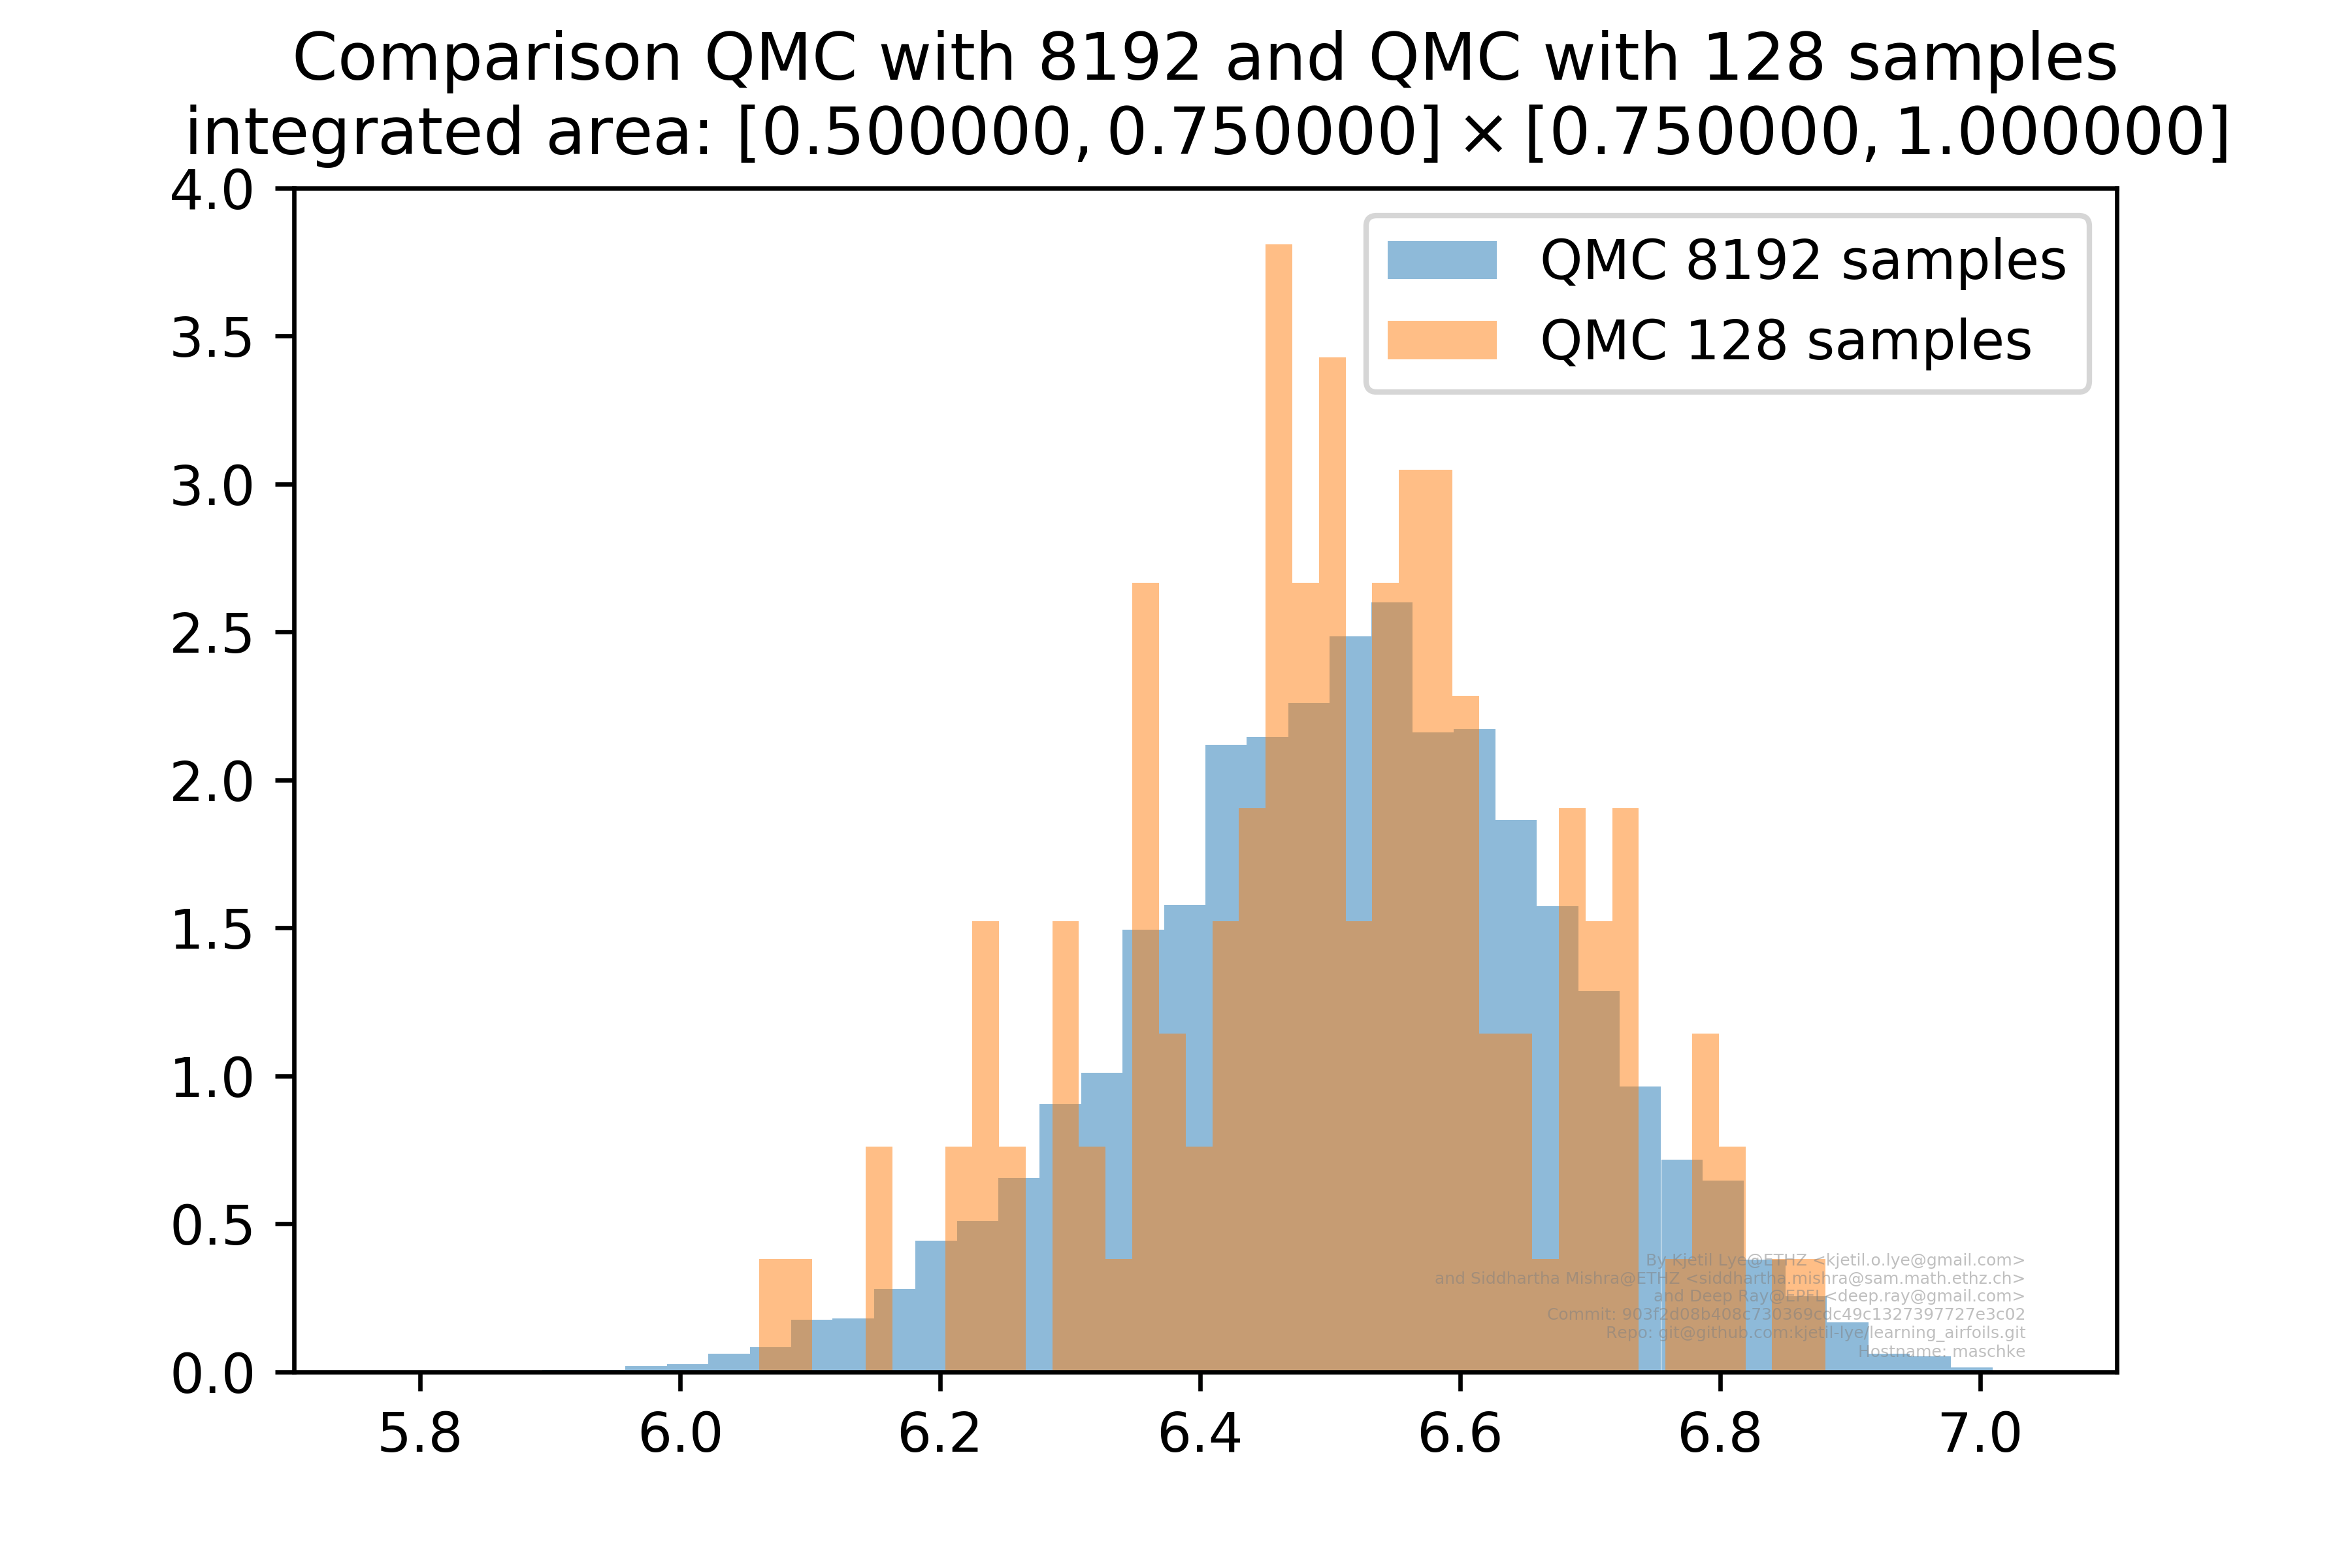 Comparison QMC with 8192 and QMC with 128 samples
integrated area: [0.500000, 0.750000] × [0.750000, 1.000000]
4.0
3.5
3.0
2.5
2.0
1.5
1.0
0.5
0.0
QMC 8192 samples
QMC 128 samples
By Kjetil Lye@ETHZ <kjetil.o.lye@gmail.com>
and Siddhartha Mishra@ETHZ <siddhartha.mishra@sam.math.ethz.ch>
and Deep Ray@EPFL <deep.ray@gmail.com>
Commit: 903f2d08b408c730369cdc49c1327397727e3c02
Repo: git@github.com:kjetil-lye/learning_airfoils.git
Hostname: maschke
5.8 6.0 6.2 6.4 6.6 6.8 7.0